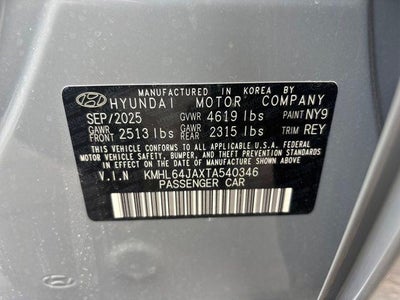 MANUFACTURED IN KOREA BY
HYUNDAI MOTOR COMPANY
SEP/2025 GVWR 4619 lbs PAINT NY9
GAWR FRONT 2513 lbs GAWR REAR 2315 lbs TRIM REY
THIS VEHICLE CONFORMS TO ALL APPLICABLE U.S.A. FEDERAL
MOTOR VEHICLE SAFETY, BUMPER, AND THEFT PREVENTION STANDARDS
IN EFFECT ON THE DATE OF MANUFACTURE SHOWN ABOVE.
V.I.N KMHL64JAXTA540346
PASSENGER CAR